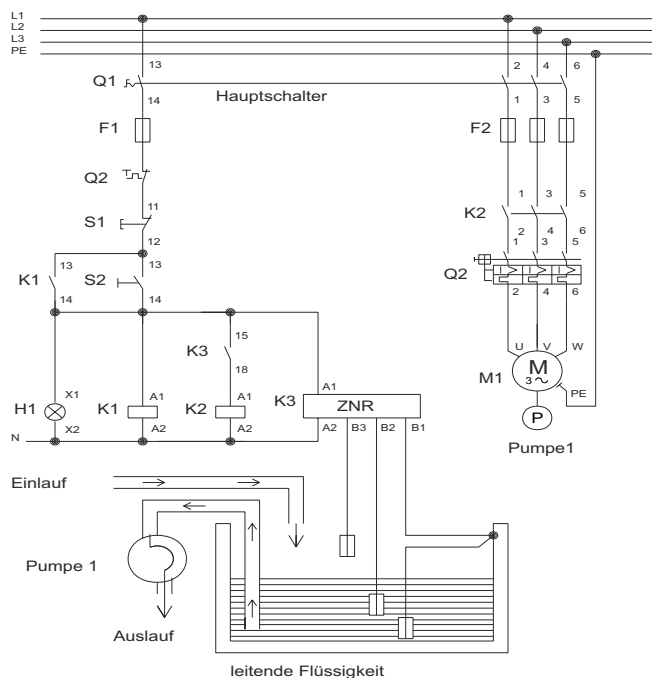 L1
L2
L3
PE
13
2
4
6
Q1
14
Hauptschalter
1
3
5
F1
F2
Q2
11
1
3
5
S1
K2
12
2
4
6
13
13
1
3
5
K1
S2
Q2
14
14
2
4
6
15
K3
U
V
W
18
A1
M
3
M1
X1
A1
A1
K3
ZNR
PE
H1
K1
K2
X2
A2
A2
A2
B3
B2
B1
P
N
Pumpe1
Einlauf
Pumpe 1
Auslauf
leitende Flüssigkeit